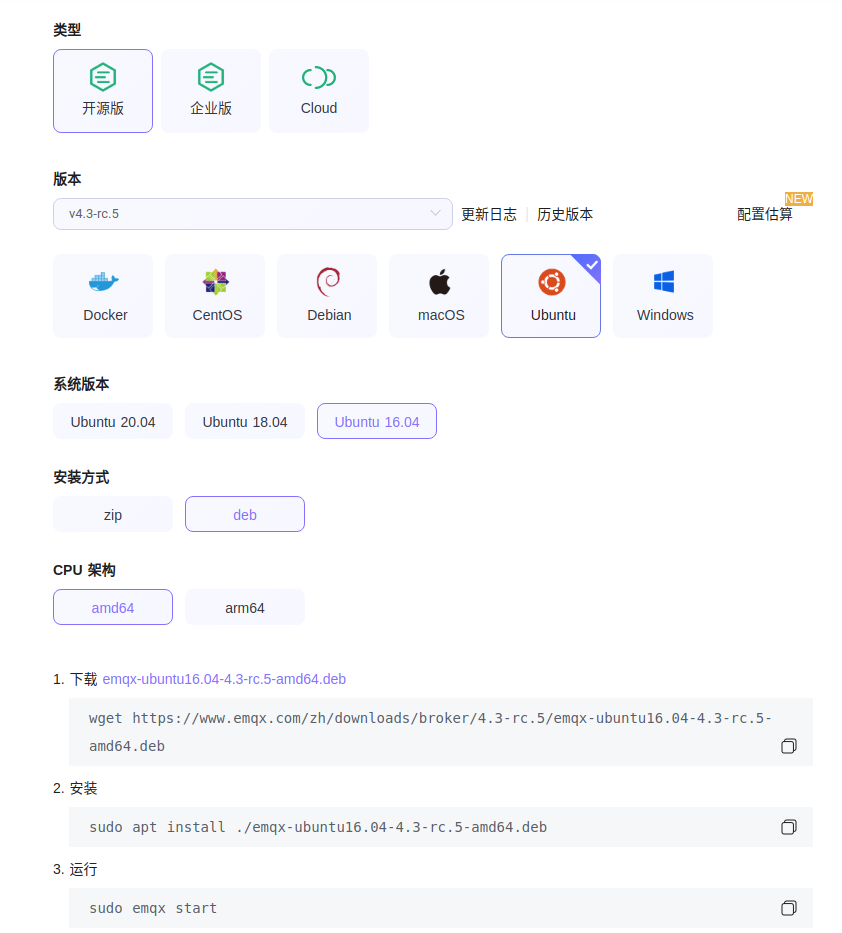 类型
开源版 企业版 Cloud
版本
NEW
v4.3-rc.5 更新日志 历史版本 配置估算
Docker CentOS Debian macOS Ubuntu Windows
系统版本
Ubuntu 20.04 Ubuntu 18.04 Ubuntu 16.04
安装方式
zip deb
CPU 架构
amd64 arm64
1. 下载 emqx-ubuntu16.04-4.3-rc.5-amd64.deb
wget https://www.emqx.com/zh/downloads/broker/4.3-rc.5/emqx-ubuntu16.04-4.3-rc.5-
amd64.deb
2. 安装
sudo apt install ./emqx-ubuntu16.04-4.3-rc.5-amd64.deb
3. 运行
sudo emqx start